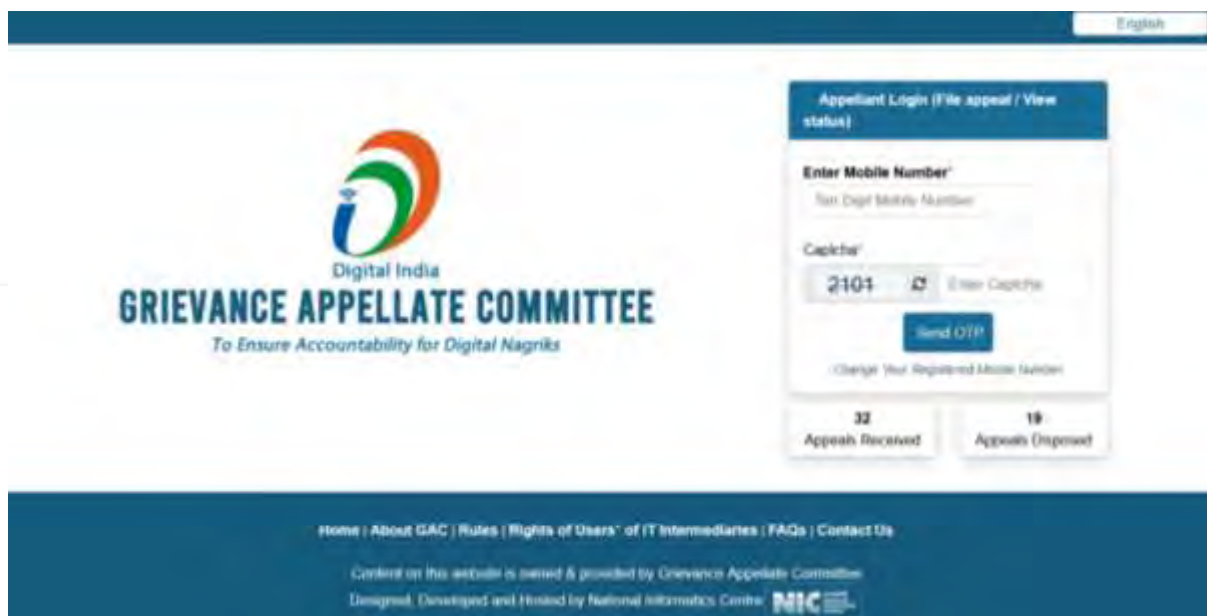 English
Digital India
GRIEVANCE APPELLATE COMMITTEE
To Ensure Accountability for Digital Nagriks
Appellant Login (File appeal / View
status)
Enter Mobile Number*
Ten Digit Mobile Number
Captcha*
2101 Enter Captcha
Send OTP
Change Your Registered Mobile Number
32
Appeals Received
19
Appeals Disposed
Home | About GAC | Rules | Rights of Users' of IT Intermediaries | FAQs | Contact Us
Content on this website is owned & provided by Grievance Appellate Committee
Designed, Developed and Hosted by National Informatics Centre NIC